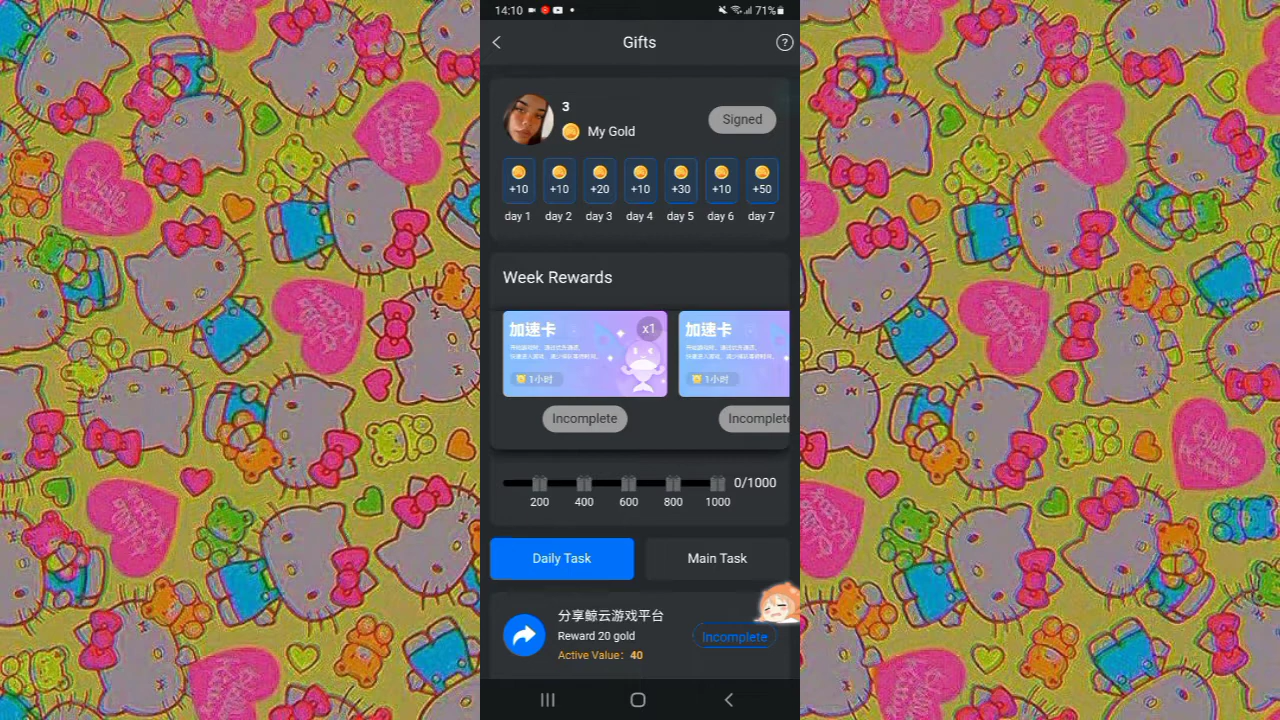 14:10
71%
Gifts
?
3
My Gold
Signed
+10 +10 +20 +10 +30 +10 +50
day 1 day 2 day 3 day 4 day 5 day 6 day 7
Week Rewards
加速卡 x1
1小时
Incomplete
加速卡
1小时
Incomplete
0/1000
200 400 600 800 1000
Daily Task
Main Task
分享鲸云游戏平台
Reward 20 gold
Active Value: 40
Incomplete